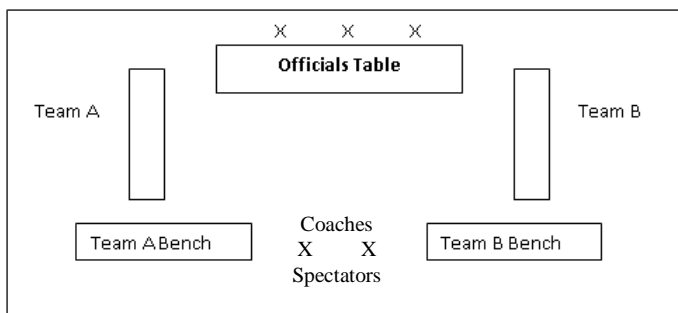 X X X
Officials Table
Team A
Team B
Coaches
Team A Bench
X X
Team B Bench
Spectators